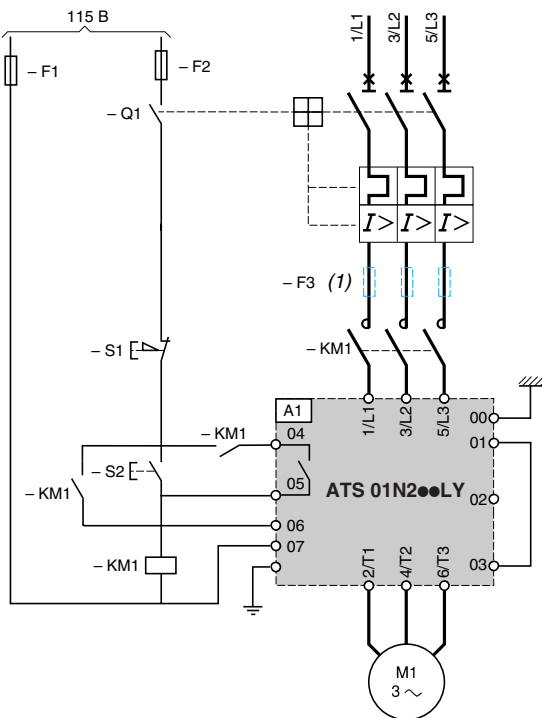 115 B
1/L1
3/L2
5/L3
– F1
– F2
– Q1
I> I> I>
– F3 (1)
– S1
– KM1
A1
1/L1
3/L2
5/L3
00
– KM1
04
01
– S2
05
ATS 01N2●●LY
– KM1
02
06
07
– KM1
2/T1
4/T2
6/T3
03
M1
3 ~